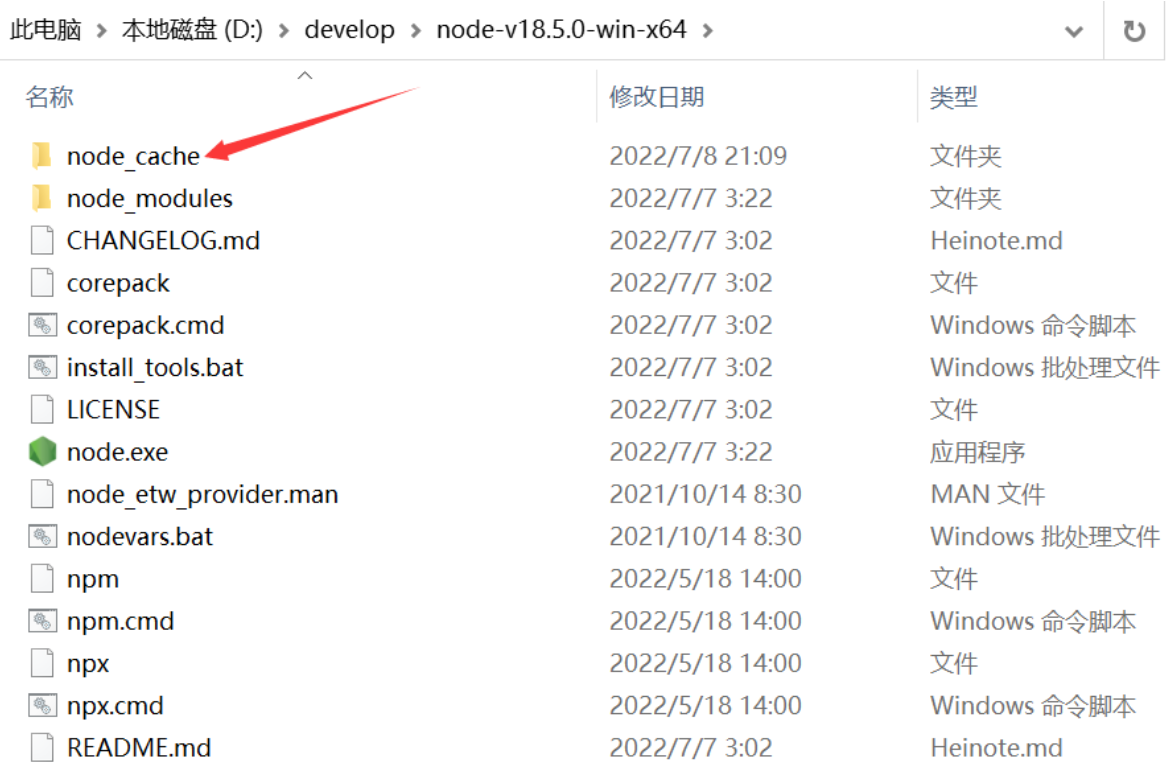 此电脑 > 本地磁盘 (D:) > develop > node-v18.5.0-win-x64 >
名称 修改日期 类型
node_cache 2022/7/8 21:09 文件夹
node_modules 2022/7/7 3:22 文件夹
CHANGELOG.md 2022/7/7 3:02 Heinote.md
corepack 2022/7/7 3:02 文件
corepack.cmd 2022/7/7 3:02 Windows 命令脚本
install_tools.bat 2022/7/7 3:02 Windows 批处理文件
LICENSE 2022/7/7 3:02 文件
node.exe 2022/7/7 3:22 应用程序
node_etw_provider.man 2021/10/14 8:30 MAN 文件
nodevars.bat 2021/10/14 8:30 Windows 批处理文件
npm 2022/5/18 14:00 文件
npm.cmd 2022/5/18 14:00 Windows 命令脚本
npx 2022/5/18 14:00 文件
npx.cmd 2022/5/18 14:00 Windows 命令脚本
README.md 2022/7/7 3:02 Heinote.md